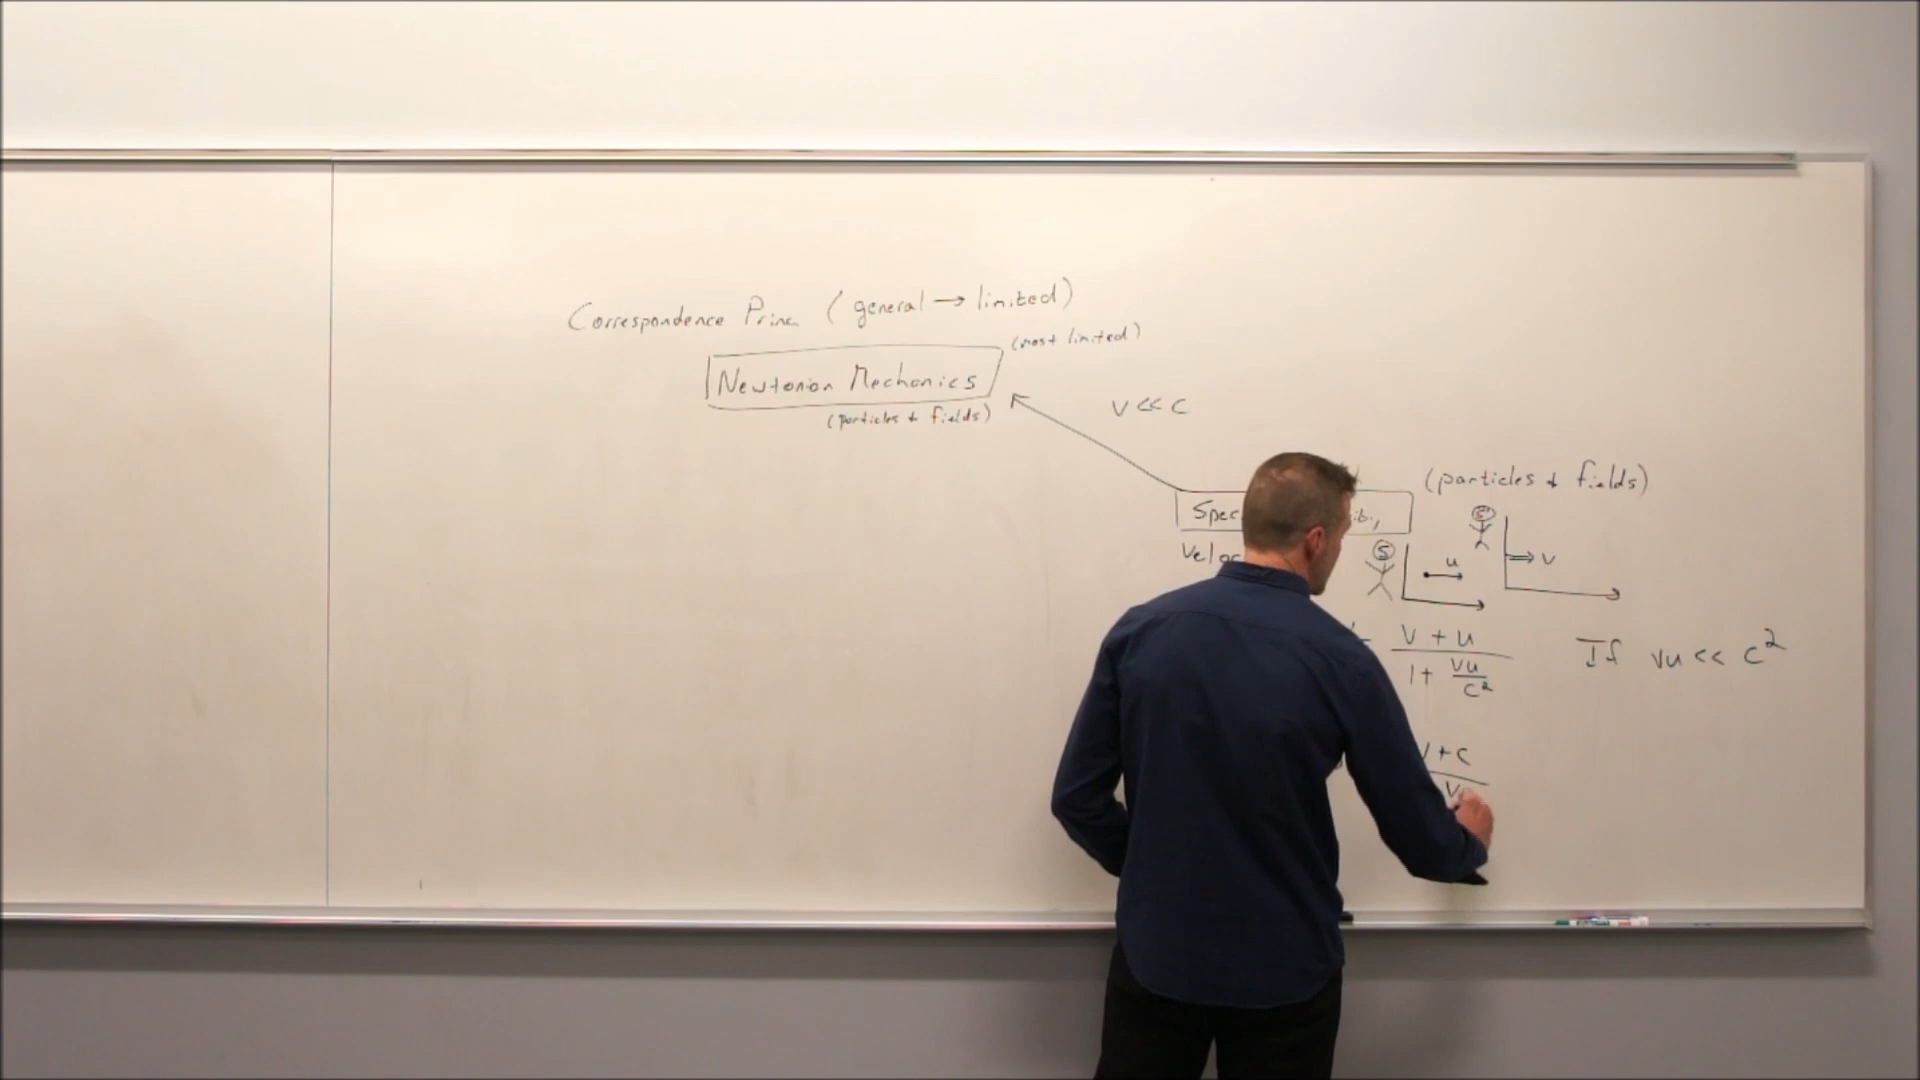 Correspondence Princ (general → limited)
(most limited)
Newtonian Mechanics
(particles + fields)
v << c
(particles + fields)
Spec
Veloc
S
u
S'
v
v + u
1 + vu
c²
If vu << c²
v + c